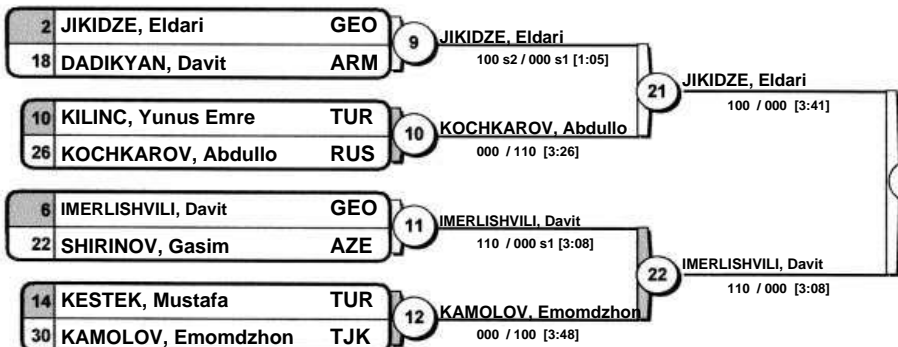 2 JIKIDZE, Eldari GEO
18 DADIKYAN, Davit ARM
9
JIKIDZE, Eldari
100 s2 / 000 s1 [1:05]
10 KILINC, Yunus Emre TUR
26 KOCHKAROV, Abdullo RUS
10
KOCHKAROV, Abdullo
000 / 110 [3:26]
21
JIKIDZE, Eldari
100 / 000 [3:41]
6 IMERLISHVILI, Davit GEO
22 SHIRINOV, Gasim AZE
11
IMERLISHVILI, Davit
110 / 000 s1 [3:08]
14 KESTEK, Mustafa TUR
30 KAMOLOV, Emomdzhon TJK
12
KAMOLOV, Emomdzhon
000 / 100 [3:48]
22
IMERLISHVILI, Davit
110 / 000 [3:08]